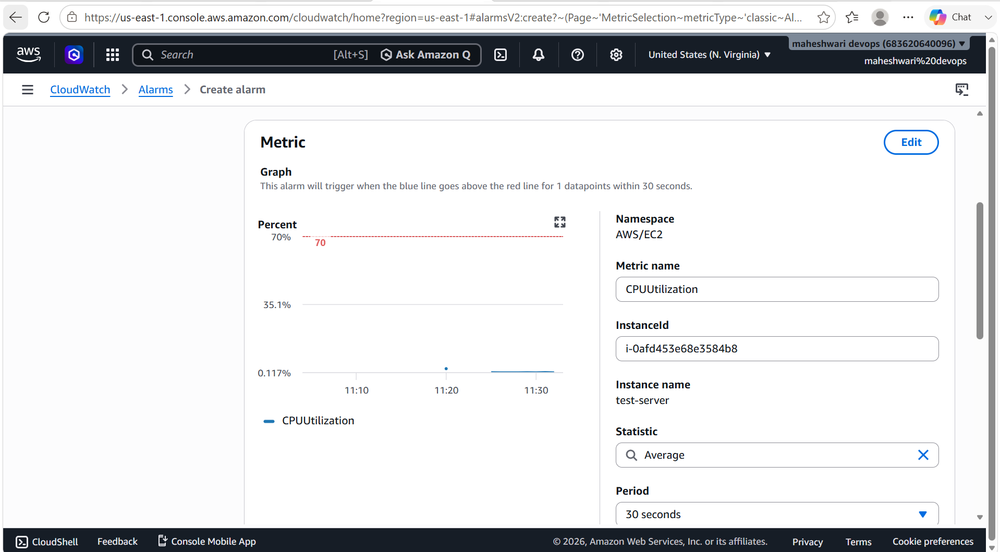 https://us-east-1.console.aws.amazon.com/cloudwatch/home?region=us-east-1#alarmsV2:create?~(Page~'MetricSelection~metricType~'classic~Al...
Chat
aws
Search [Alt+S] Ask Amazon Q
United States (N. Virginia)
maheshwari devops (683620640096)
maheshwari%20devops
CloudWatch > Alarms > Create alarm
Metric
Edit
Graph
This alarm will trigger when the blue line goes above the red line for 1 datapoints within 30 seconds.
Percent
70%
70
35.1%
0.117%
11:10 11:20 11:30
CPUUtilization
Namespace
AWS/EC2
Metric name
CPUUtilization
InstanceId
i-0afd453e68e3584b8
Instance name
test-server
Statistic
Average
Period
30 seconds
CloudShell Feedback Console Mobile App © 2026, Amazon Web Services, Inc. or its affiliates. Privacy Terms Cookie preferences